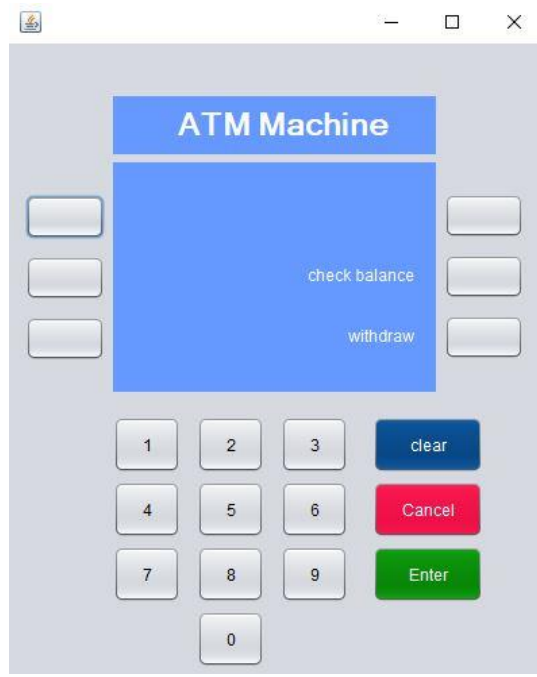 ATM Machine
check balance
withdraw
1 2 3 clear
4 5 6 Cancel
7 8 9 Enter
0